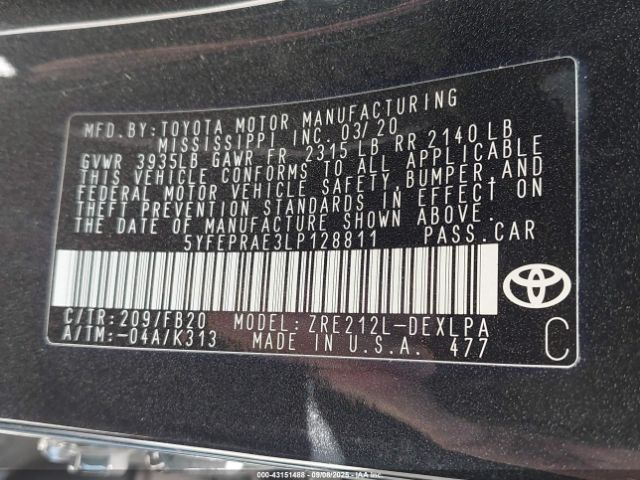 MFD.BY:TOYOTA MOTOR MANUFACTURING
MISSISSIPPI INC. 03/20
GVWR 3935LB GAWR FR 2315LB RR 2140LB
THIS VEHICLE CONFORMS TO ALL APPLICABLE
FEDERAL MOTOR VEHICLE SAFETY,BUMPER,AND
THEFT PREVENTION STANDARDS IN EFFECT ON
THE DATE OF MANUFACTURE SHOWN ABOVE.
5YFEPRAE3LP128811 PASS.CAR
C/TR:209/FB20 MODEL:ZRE212L-DEXLPA
A/TM:-04A/K313 MADE IN U.S.A. 477
C
000-43151488 09/08/2025 IAA